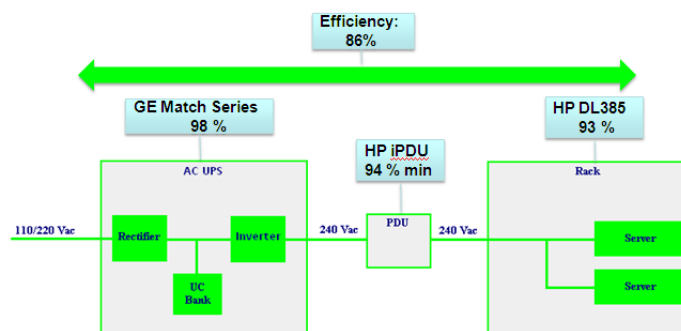 Efficiency:
86%
GE Match Series
98 %
HP DL385
93 %
HP iPDU
94 % min
AC UPS
PDU
Rack
110/220 Vac
Rectifier
Inverter
240 Vac
240 Vac
Server
UC
Bank
Server